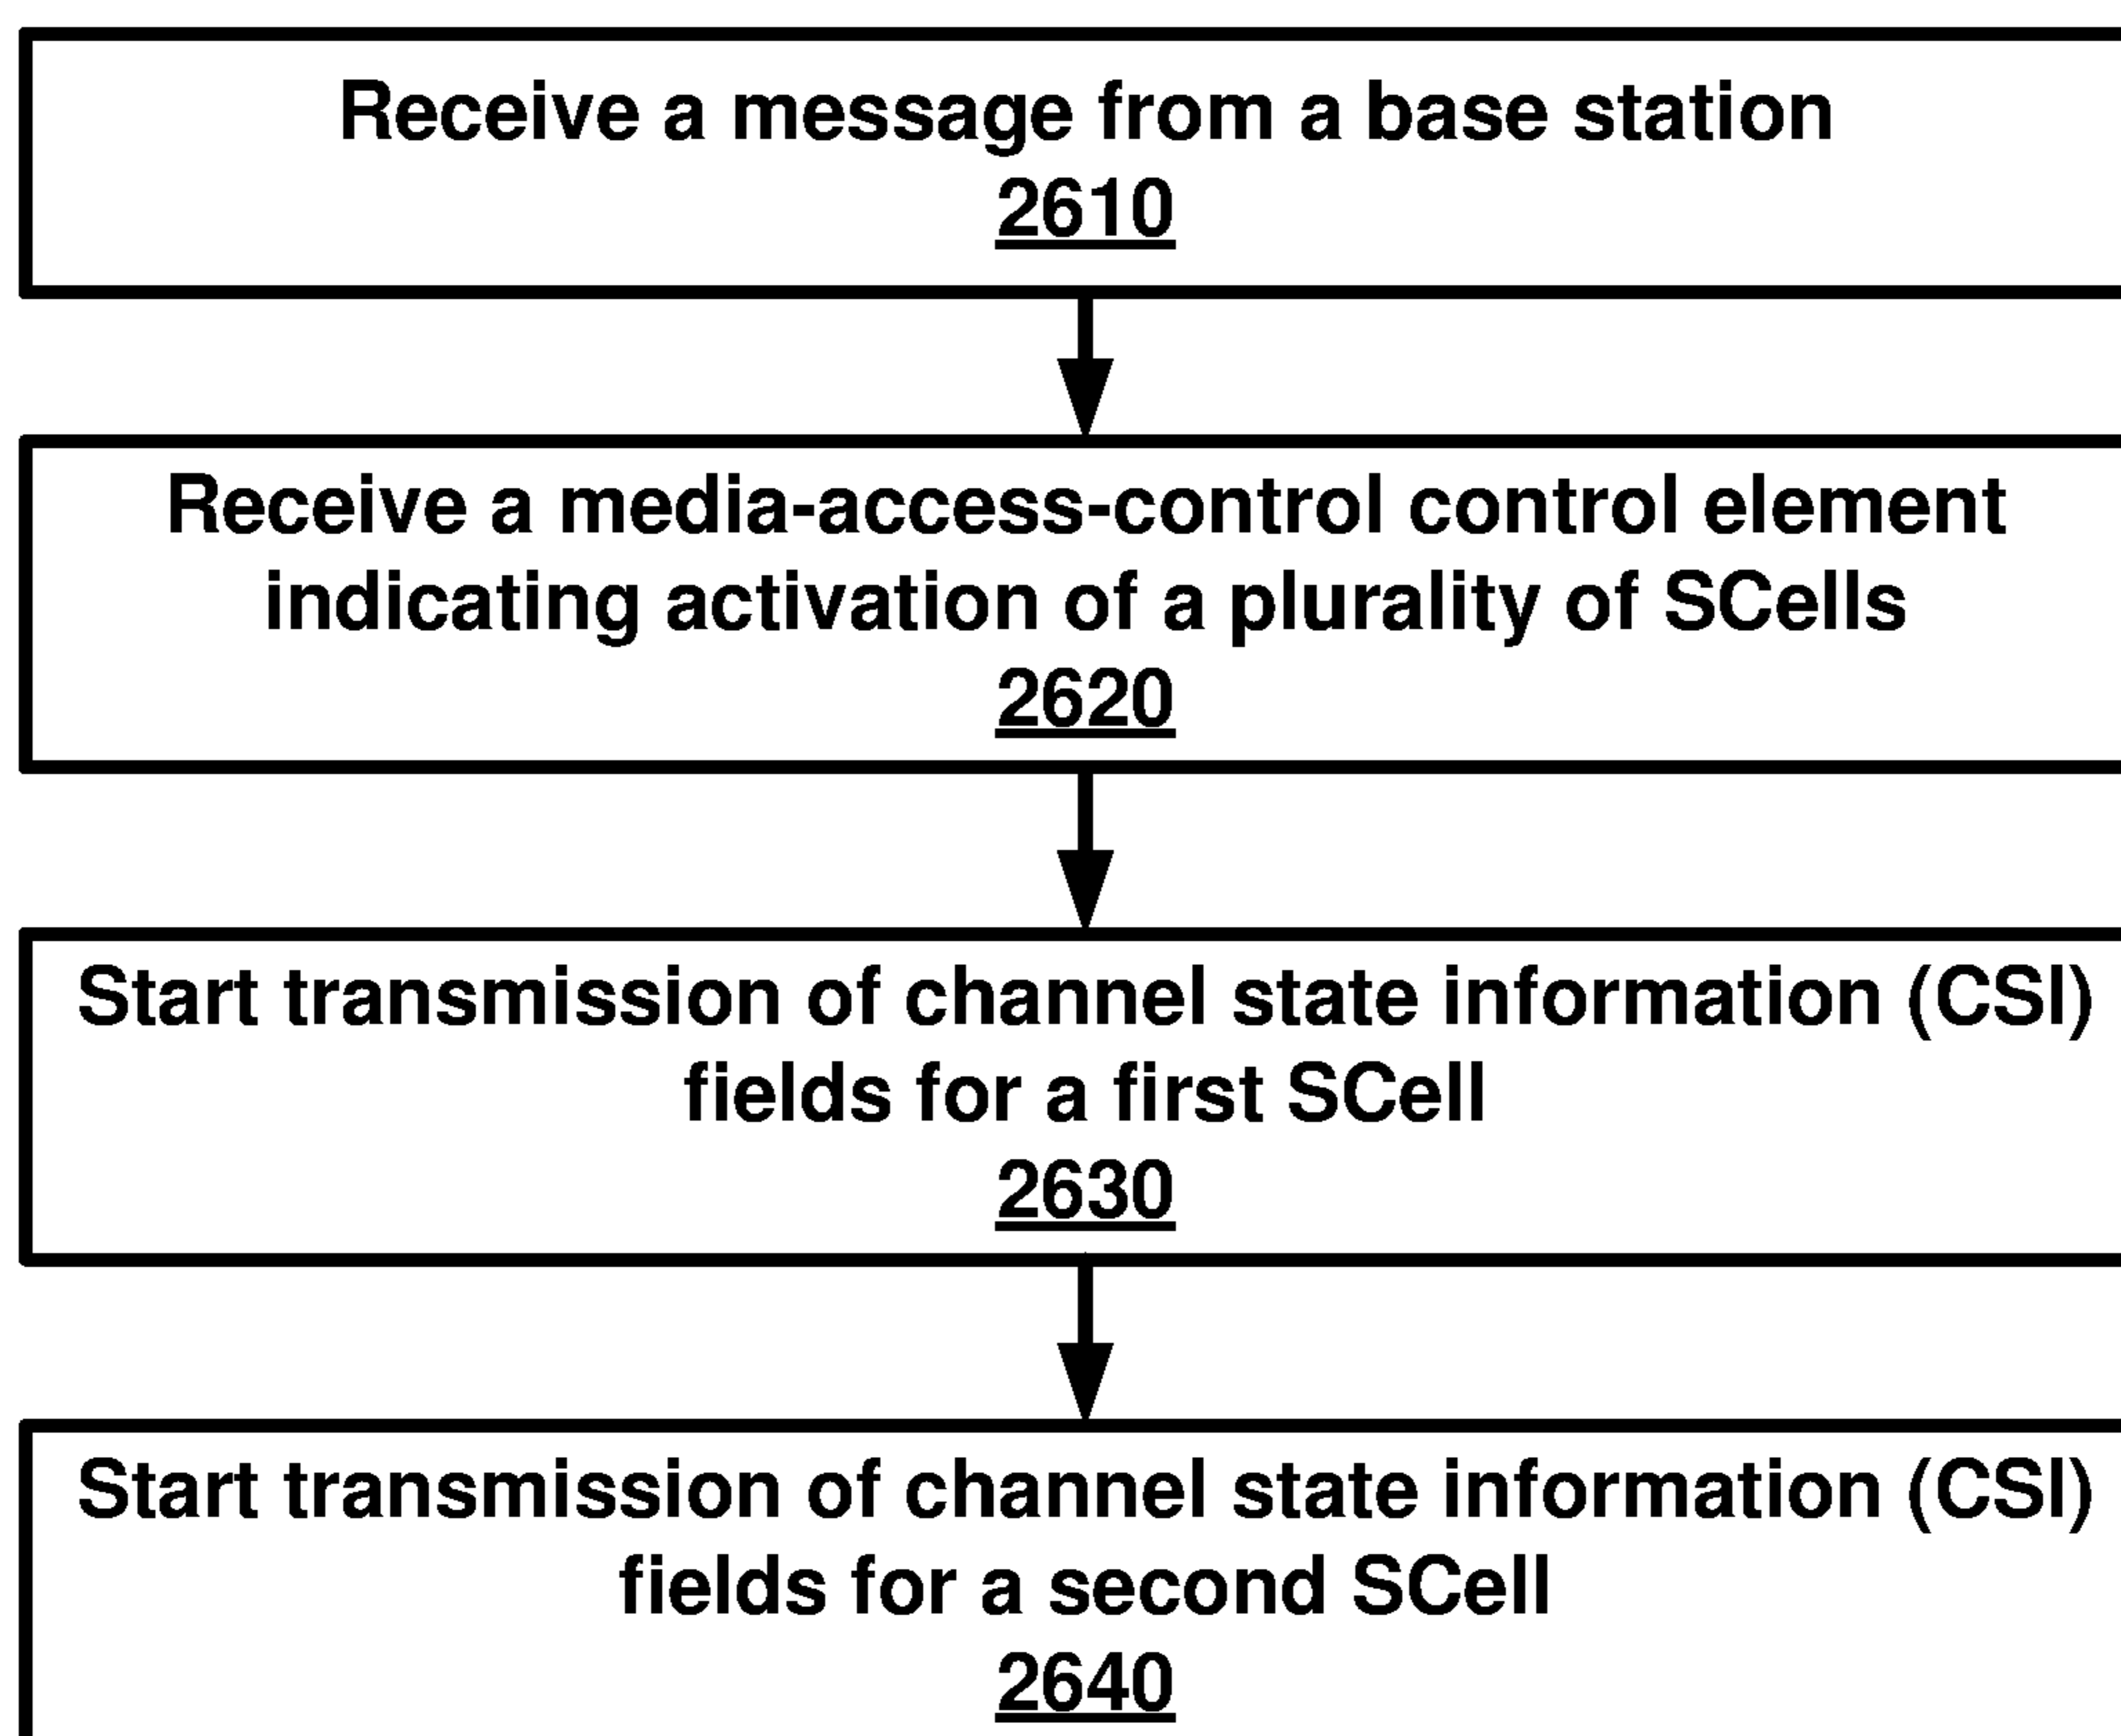 Receive a message from a base station
2610
Receive a media-access-control control element
indicating activation of a plurality of SCells
2620
Start transmission of channel state information (CSI)
fields for a first SCell
2630
Start transmission of channel state information (CSI)
fields for a second SCell
2640